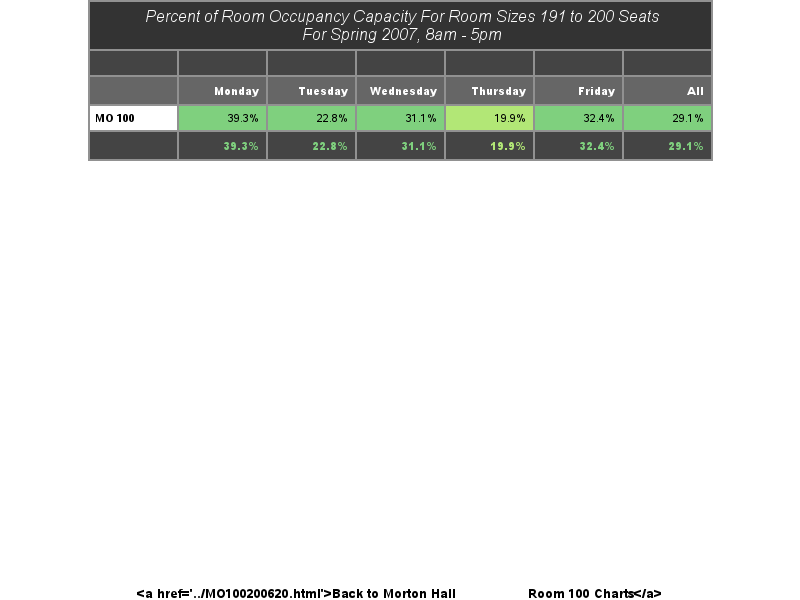 Percent of Room Occupancy Capacity For Room Sizes 191 to 200 Seats
For Spring 2007, 8am - 5pm
Monday Tuesday Wednesday Thursday Friday All
MO 100 39.3% 22.8% 31.1% 19.9% 32.4% 29.1%
39.3% 22.8% 31.1% 19.9% 32.4% 29.1%
<a href='../MO100200620.html'>Back to Morton Hall Room 100 Charts</a>